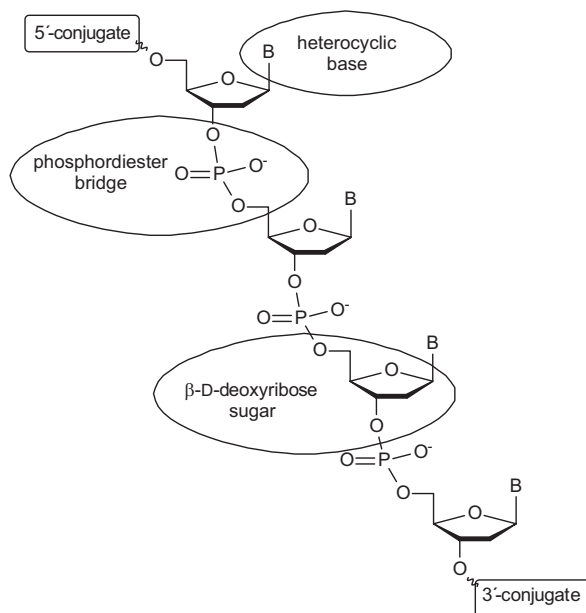 5´-conjugate
heterocyclic
base
B
O
O
O
phosphordiester
bridge
O=P
O-
O
B
O
O
O=P
O-
O
B
β-D-deoxyribose
sugar
O
O
O=P
O-
O
B
O
O
3´-conjugate